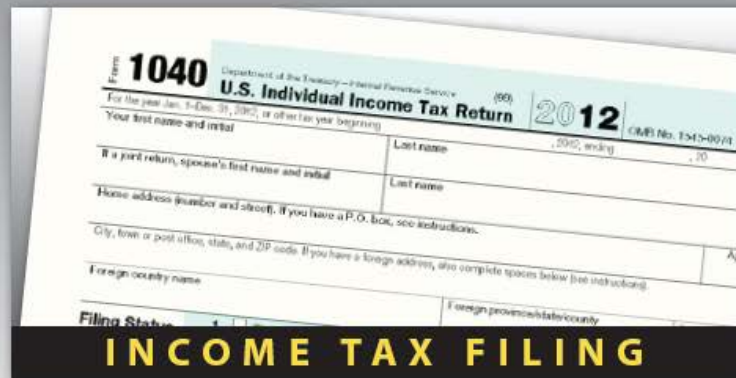 Form 1040 Department of the Treasury—Internal Revenue Service (99)
U.S. Individual Income Tax Return 2012 OMB No. 1545-0074
For the year Jan. 1–Dec. 31, 2012, or other tax year beginning , 2012, ending , 20
Your first name and initial Last name
If a joint return, spouse's first name and initial Last name
Home address (number and street). If you have a P.O. box, see instructions.
City, town or post office, state, and ZIP code. If you have a foreign address, also complete spaces below (see instructions).
Foreign country name Foreign province/state/county
Filing Status 1
INCOME TAX FILING